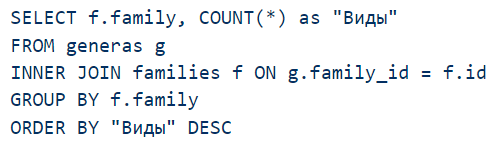 SELECT f.family, COUNT(*) as "Виды"
FROM generas g
INNER JOIN families f ON g.family_id = f.id
GROUP BY f.family
ORDER BY "Виды" DESC